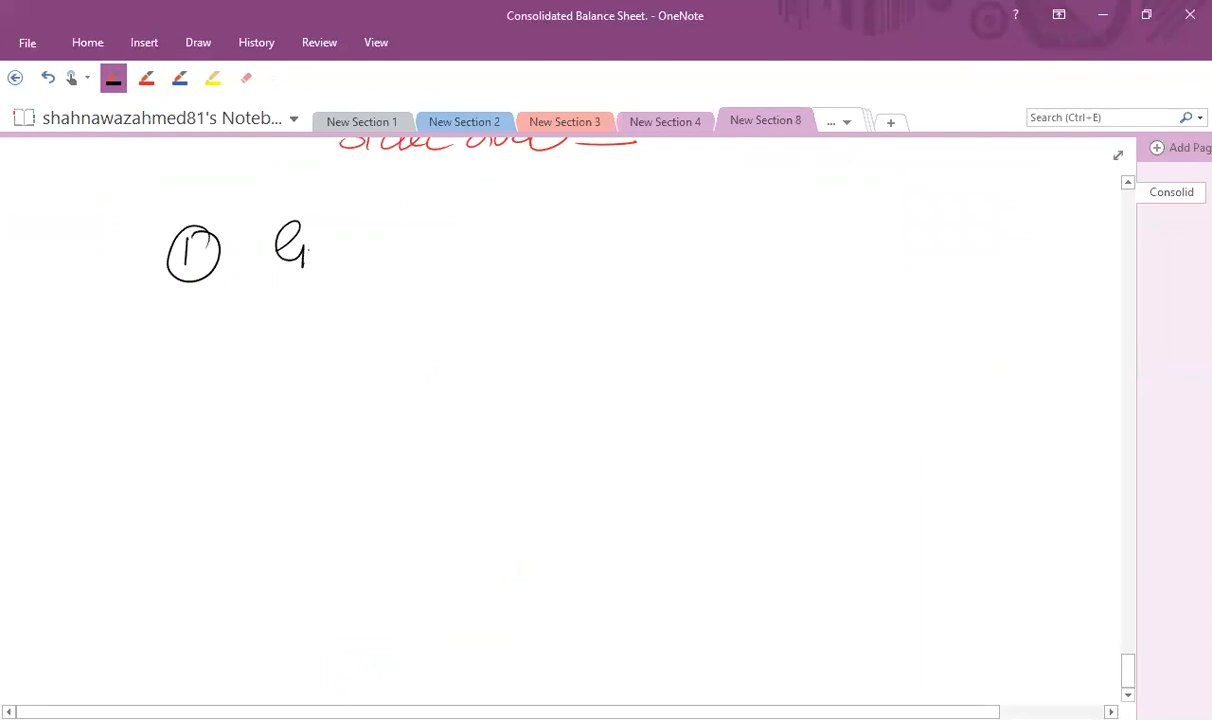 Consolidated Balance Sheet. - OneNote
?
File Home Insert Draw History Review View
shahnawazahmed81's Noteb... New Section 1 New Section 2 New Section 3 New Section 4 New Section 8 ... + Search (Ctrl+E)
Add Pag
Consolid
① G